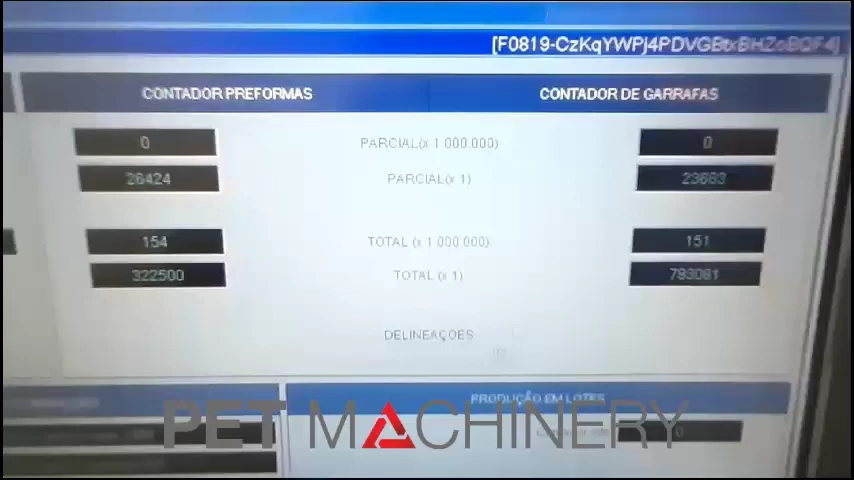 CONTADOR PREFORMAS
CONTADOR DE GARRAFAS
0
PARCIAL(x 1 000.000)
0
26424
PARCIAL(x 1)
23683
154
TOTAL (x 1 000.000)
151
322500
TOTAL (x 1)
793081
DELINEAÇÕES
PRODUÇÃO EM LOTES
0
PET MACHINERY